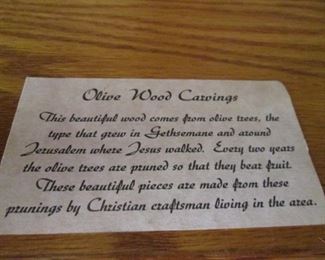 Olive Wood Carvings
This beautiful wood comes from olive trees, the
type that grew in Gethsemane and around
Jerusalem where Jesus walked. Every two years
the olive trees are pruned so that they bear fruit.
These beautiful pieces are made from these
prunings by Christian craftsman living in the area.